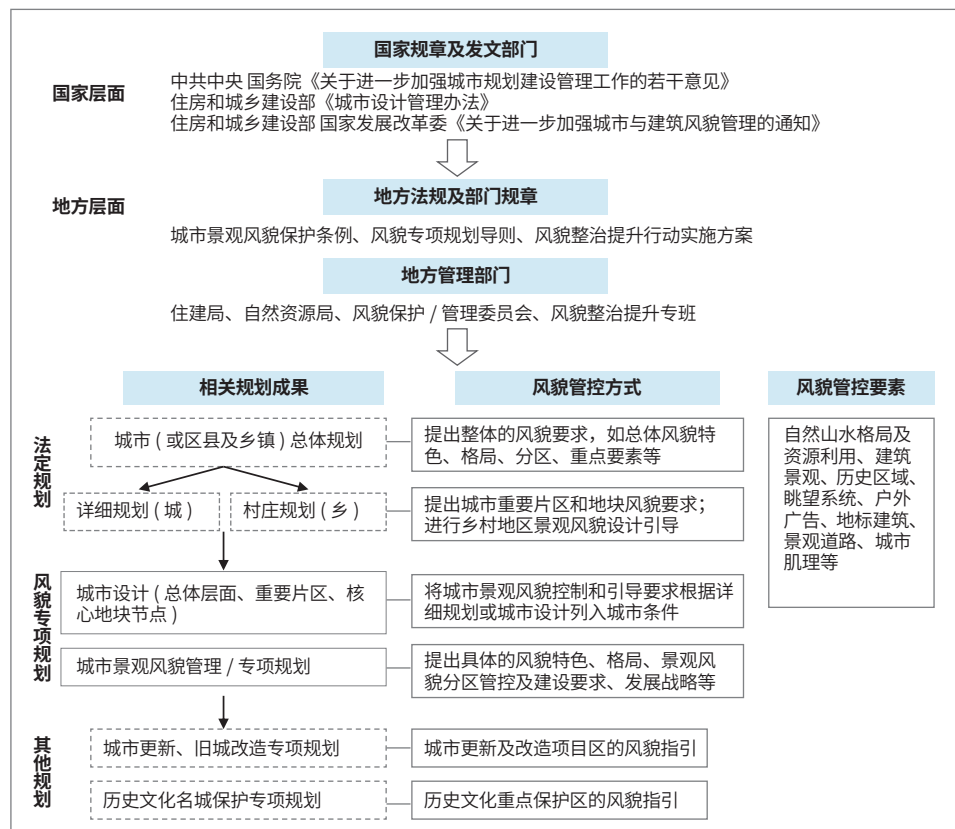 国家规章及发文部门
国家层面
中共中央 国务院《关于进一步加强城市规划建设管理工作的若干意见》
住房和城乡建设部《城市设计管理办法》
住房和城乡建设部 国家发展改革委《关于进一步加强城市与建筑风貌管理的通知》
地方层面
地方法规及部门规章
城市景观风貌保护条例、风貌专项规划导则、风貌整治提升行动实施方案
地方管理部门
住建局、自然资源局、风貌保护 / 管理委员会、风貌整治提升专班
相关规划成果
风貌管控方式
风貌管控要素
法定规划
城市 ( 或区县及乡镇 ) 总体规划
提出整体的风貌要求，如总体风貌特
色、格局、分区、重点要素等
详细规划 ( 城 )
村庄规划 ( 乡 )
提出城市重要片区和地块风貌要求；
进行乡村地区景观风貌设计引导
自然山水格局及
资源利用、建筑
景观、历史区域、
眺望系统、户外
广告、地标建筑、
景观道路、城市
肌理等
风貌专项规划
城市设计 ( 总体层面、重要片区、核
心地块节点 )
将城市景观风貌控制和引导要求根据详
细规划或城市设计列入城市条件
城市景观风貌管理 / 专项规划
提出具体的风貌特色、格局、景观风
貌分区管控及建设要求、发展战略等
其他规划
城市更新、旧城改造专项规划
城市更新及改造项目区的风貌指引
历史文化名城保护专项规划
历史文化重点保护区的风貌指引